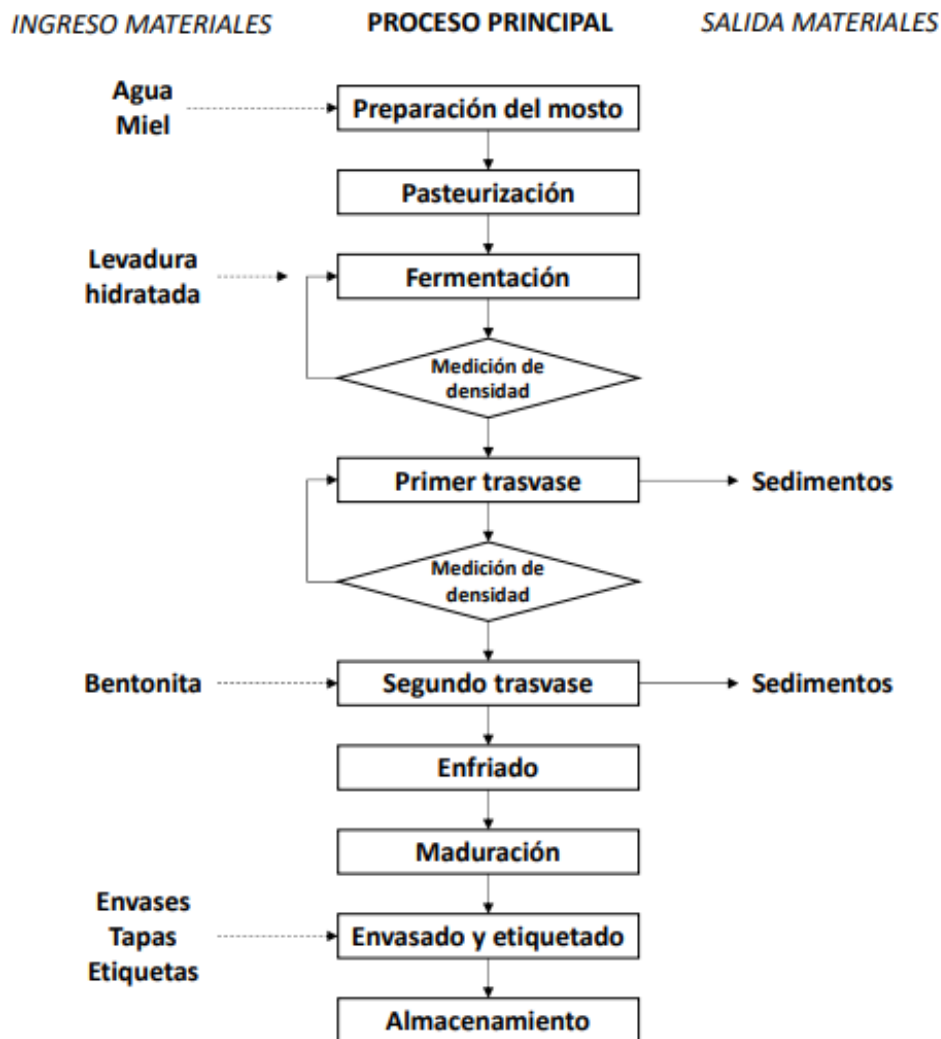 INGRESO MATERIALES
PROCESO PRINCIPAL
SALIDA MATERIALES
Agua
Miel
Preparación del mosto
Pasteurización
Levadura
hidratada
Fermentación
Medición de
densidad
Primer trasvase
Sedimentos
Medición de
densidad
Bentonita
Segundo trasvase
Sedimentos
Enfriado
Maduración
Envases
Tapas
Etiquetas
Envasado y etiquetado
Almacenamiento